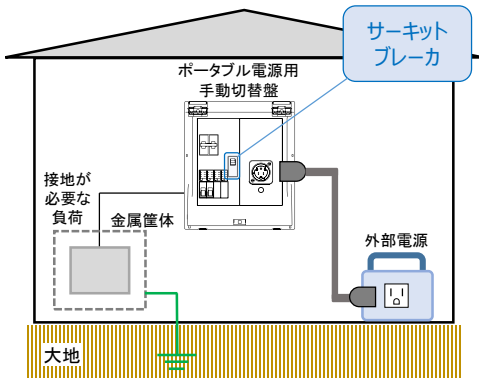 サーキット
ブレーカ
ポータブル電源用
手動切替盤
接地が
必要な
負荷
金属筐体
外部電源
大地